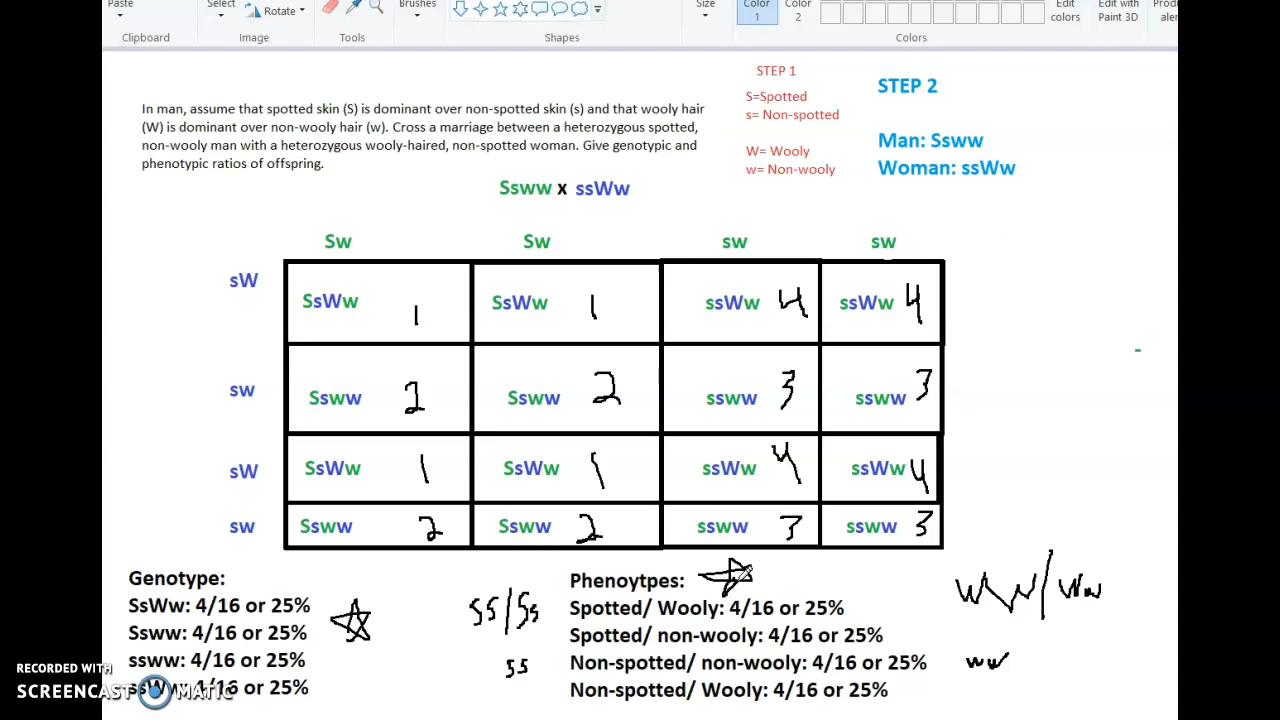 Paste Select Rotate Brushes Size Color 1 Color 2 Edit colors Edit with Paint 3D
Clipboard Image Tools Shapes Colors
STEP 1
S=Spotted
s= Non-spotted
W= Wooly
w= Non-wooly
STEP 2
Man: Ssww
Woman: ssWw
In man, assume that spotted skin (S) is dominant over non-spotted skin (s) and that wooly hair
(W) is dominant over non-wooly hair (w). Cross a marriage between a heterozygous spotted,
non-wooly man with a heterozygous wooly-haired, non-spotted woman. Give genotypic and
phenotypic ratios of offspring.
Ssww x ssWw
Sw Sw sw sw
sW SsWw 1 SsWw 1 ssWw 4 ssWw 4
sw Ssww 2 Ssww 2 ssww 3 ssww 3
sW SsWw 1 SsWw 1 ssWw 4 ssWw 4
sw Ssww 2 Ssww 2 ssww 3 ssww 3
Genotype:
SsWw: 4/16 or 25%
Ssww: 4/16 or 25%
ssww: 4/16 or 25%
ssWw: 4/16 or 25%
SS/Ss
ss
Phenoytpes:
Spotted/ Wooly: 4/16 or 25%
Spotted/ non-wooly: 4/16 or 25%
Non-spotted/ non-wooly: 4/16 or 25%
Non-spotted/ Wooly: 4/16 or 25%
WW/Ww
ww
RECORDED WITH
SCREENCAST MATIC